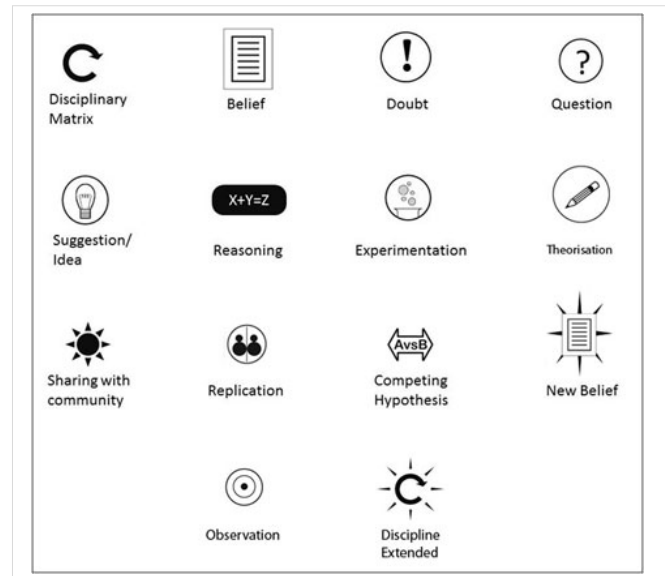 Disciplinary
Matrix
Belief
!
Doubt
?
Question
Suggestion/
Idea
X+Y=Z
Reasoning
Experimentation
Theorisation
Sharing with
community
Replication
AvsB
Competing
Hypothesis
New Belief
Observation
Discipline
Extended